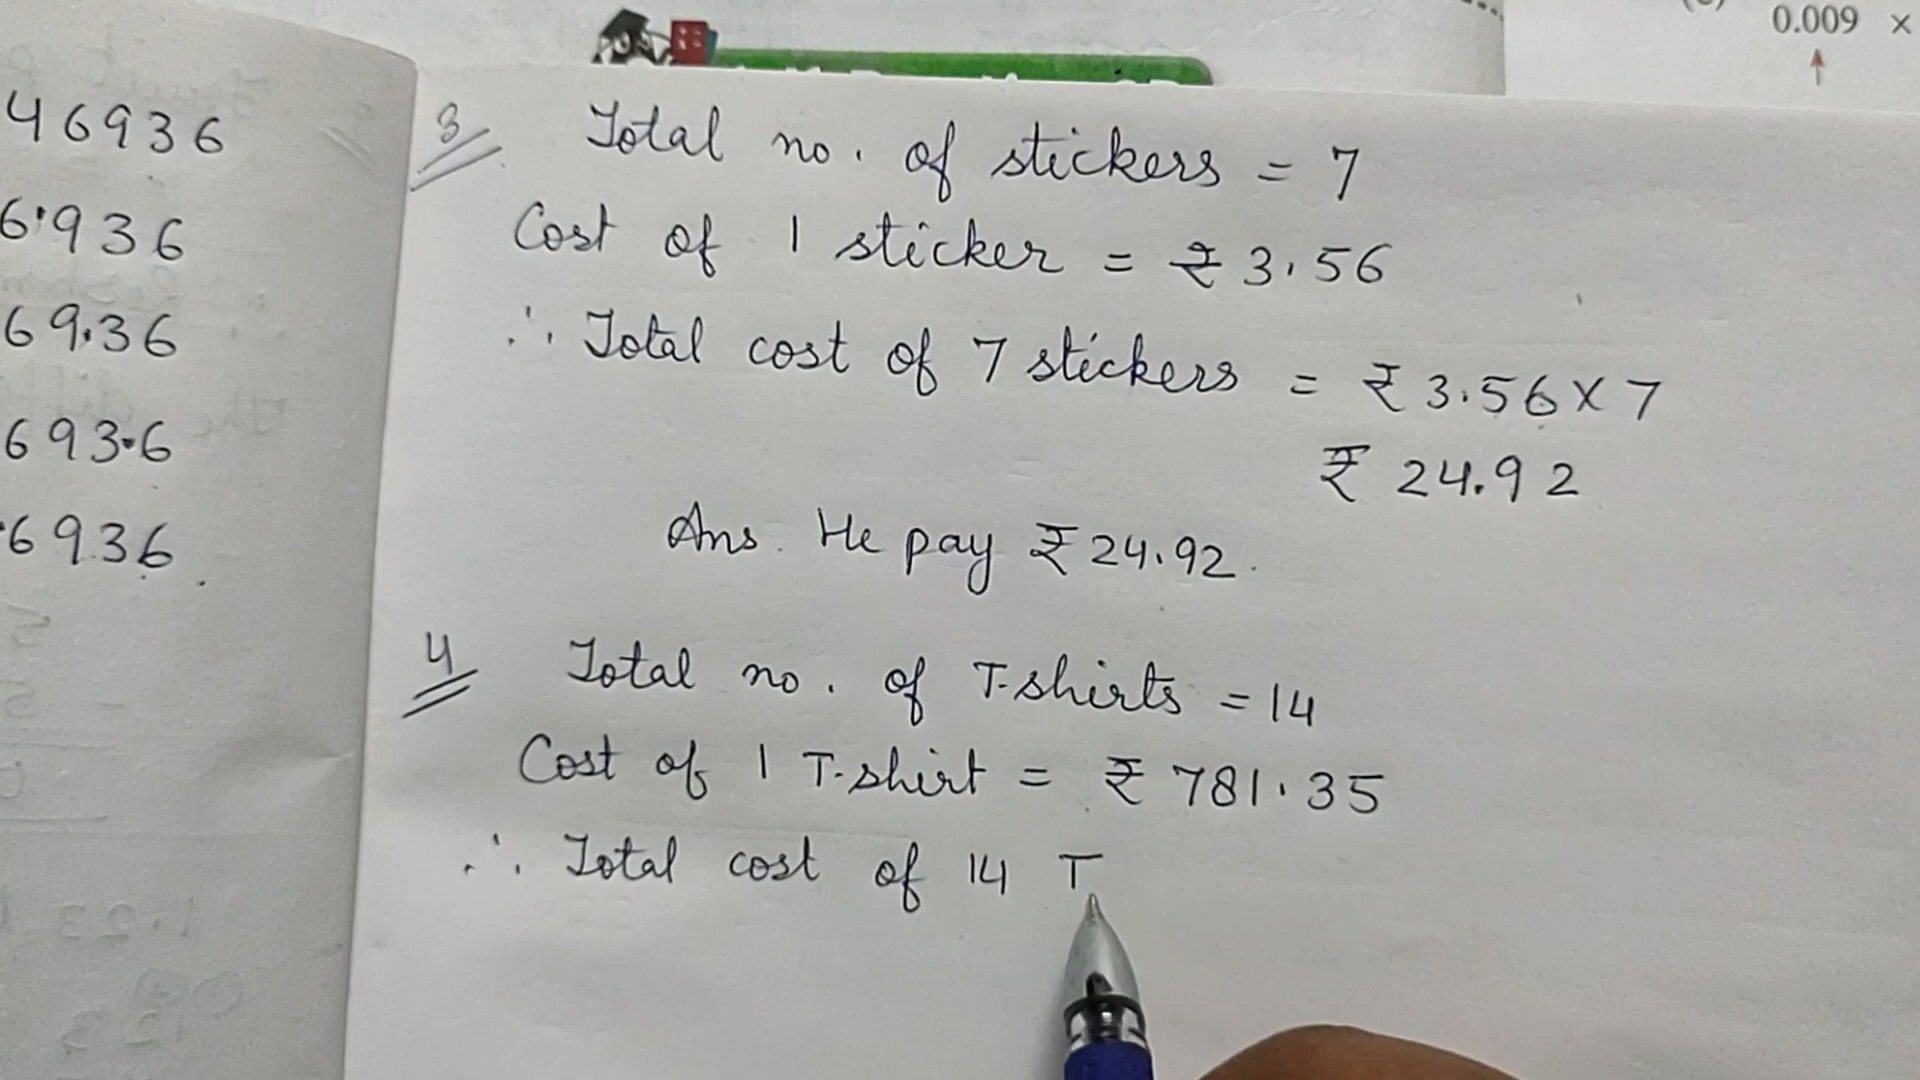 46936
6.936
69.36
693.6
.6936.
0.009 ×
3 Total no. of stickers = 7
Cost of 1 sticker = ₹ 3.56
∴ Total cost of 7 stickers = ₹ 3.56 × 7
₹ 24.92
Ans. He pay ₹ 24.92.
4 Total no. of T-shirts = 14
Cost of 1 T-shirt = ₹ 781.35
∴ Total cost of 14 T